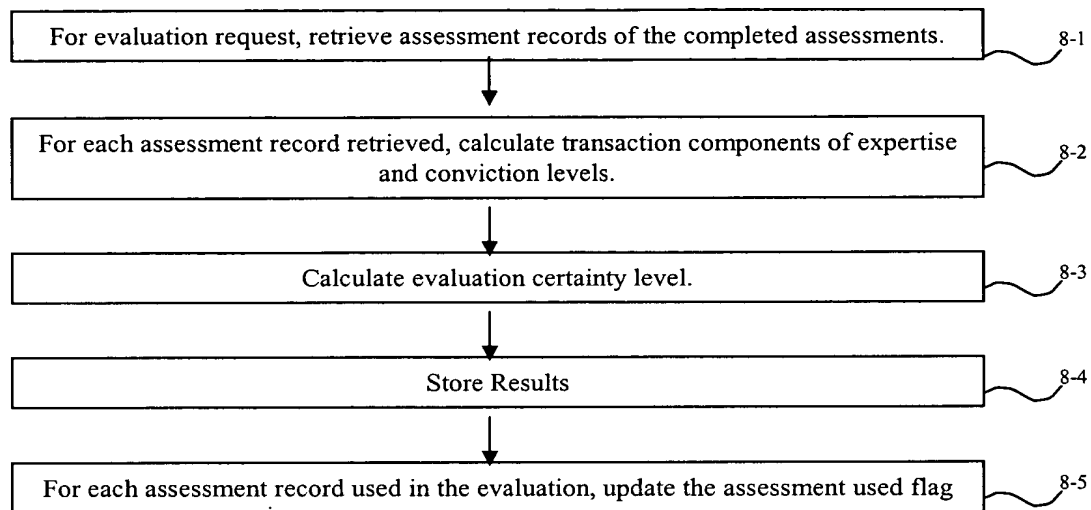 For evaluation request, retrieve assessment records of the completed assessments.
8-1
For each assessment record retrieved, calculate transaction components of expertise
and conviction levels.
8-2
Calculate evaluation certainty level.
8-3
Store Results
8-4
For each assessment record used in the evaluation, update the assessment used flag
8-5